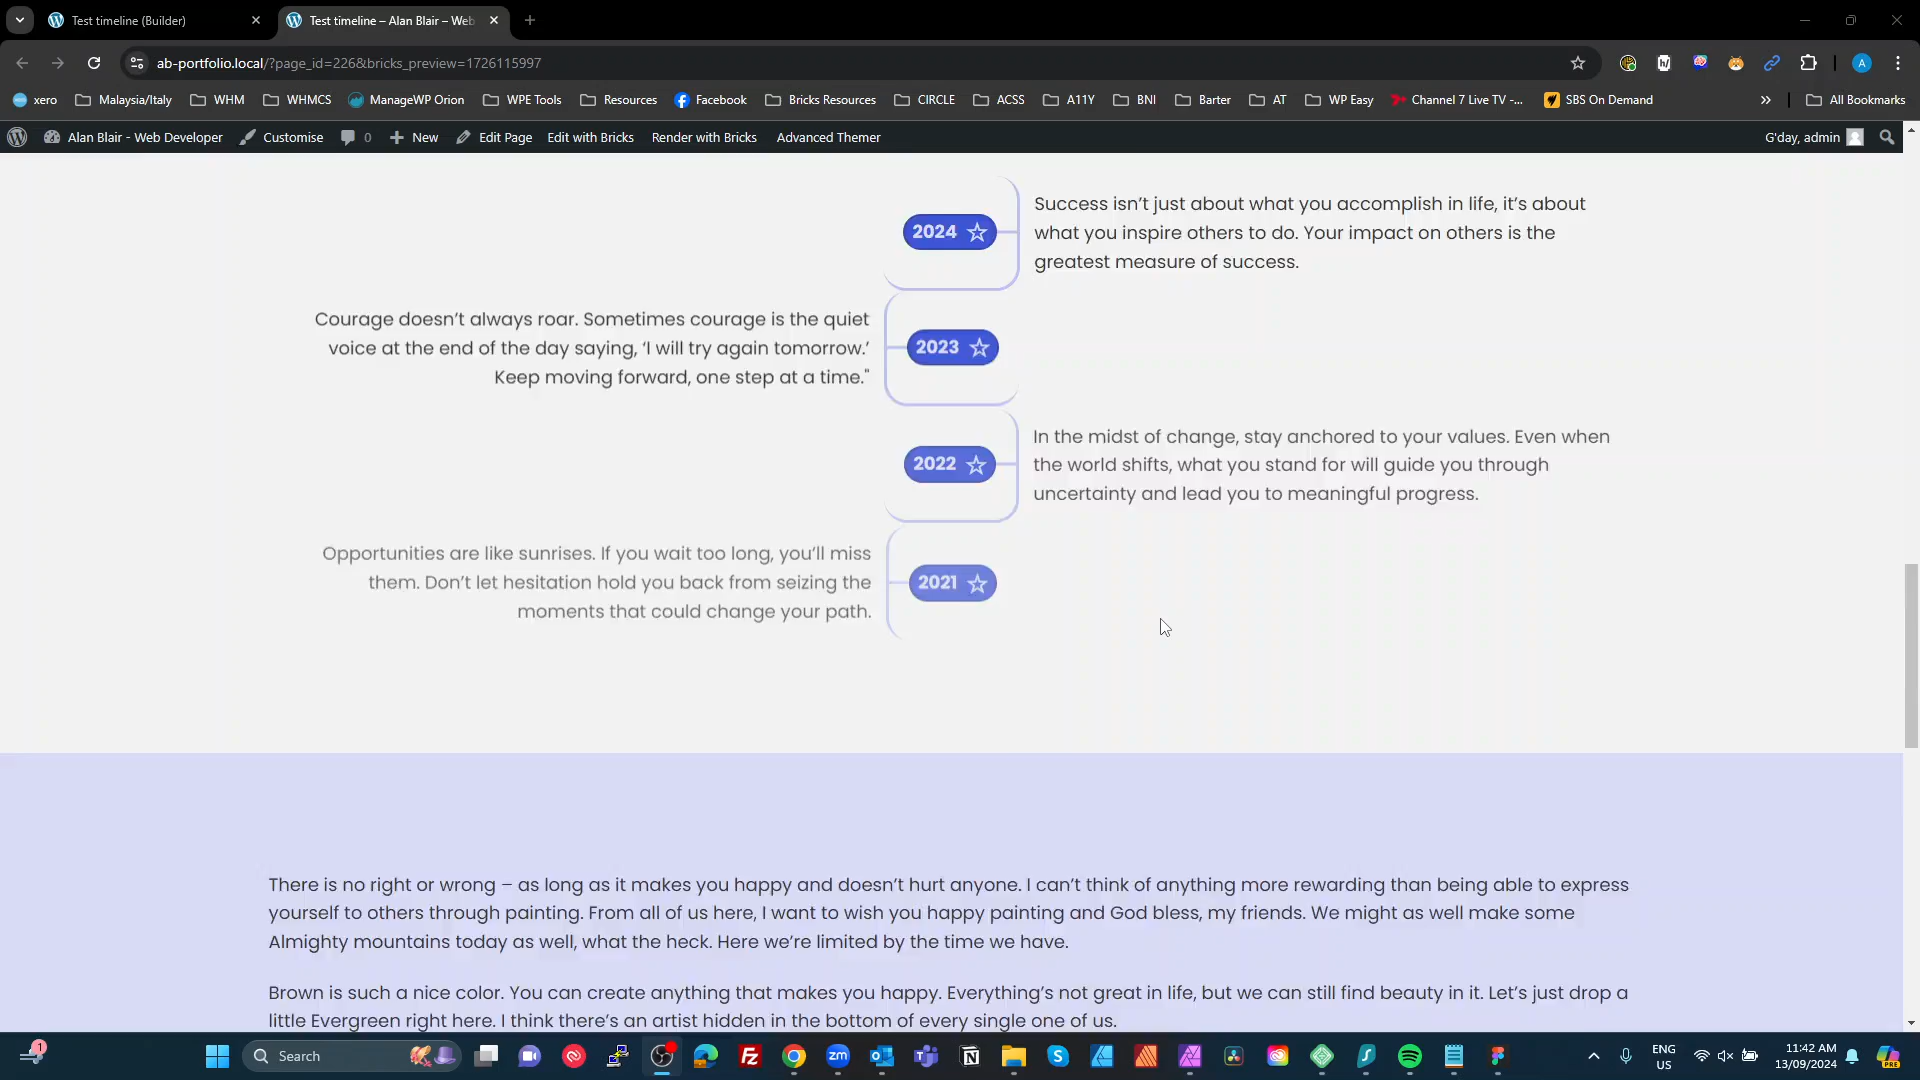 Test timeline (Builder)
Test timeline – Alan Blair – Web
ab-portfolio.local/?page_id=226&bricks_preview=1726115997
xero
Malaysia/Italy
WHM
WHMCS
ManageWP Orion
WPE Tools
Resources
Facebook
Bricks Resources
CIRCLE
ACSS
A11Y
BNI
Barter
AT
WP Easy
Channel 7 Live TV -...
SBS On Demand
All Bookmarks
Alan Blair - Web Developer
Customise
0
New
Edit Page
Edit with Bricks
Render with Bricks
Advanced Themer
G'day, admin
2024
Success isn’t just about what you accomplish in life, it’s about
what you inspire others to do. Your impact on others is the
greatest measure of success.
Courage doesn’t always roar. Sometimes courage is the quiet
voice at the end of the day saying, ‘I will try again tomorrow.’
Keep moving forward, one step at a time."
2023
2022
In the midst of change, stay anchored to your values. Even when
the world shifts, what you stand for will guide you through
uncertainty and lead you to meaningful progress.
Opportunities are like sunrises. If you wait too long, you’ll miss
them. Don’t let hesitation hold you back from seizing the
moments that could change your path.
2021
There is no right or wrong – as long as it makes you happy and doesn’t hurt anyone. I can’t think of anything more rewarding than being able to express
yourself to others through painting. From all of us here, I want to wish you happy painting and God bless, my friends. We might as well make some
Almighty mountains today as well, what the heck. Here we’re limited by the time we have.
Brown is such a nice color. You can create anything that makes you happy. Everything’s not great in life, but we can still find beauty in it. Let’s just drop a
little Evergreen right here. I think there’s an artist hidden in the bottom of every single one of us.
1
Search
ENG
US
11:42 AM
13/09/2024